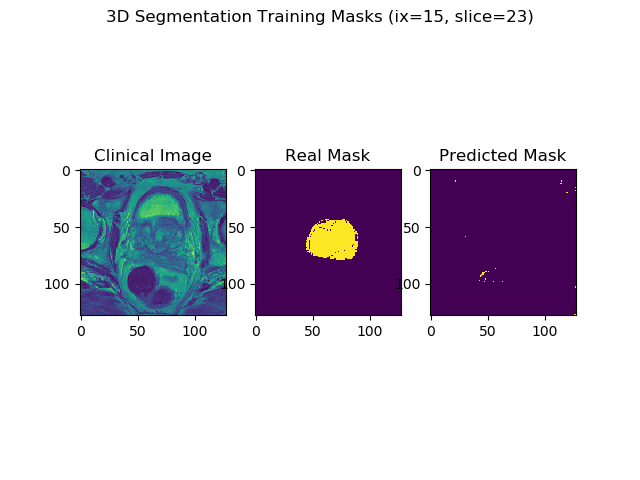 3D Segmentation Training Masks (ix=15, slice=23)
Clinical Image Real Mask Predicted Mask
0 0 0
50 50 50
100 100 100
0 50 100 0 50 100 0 50 100